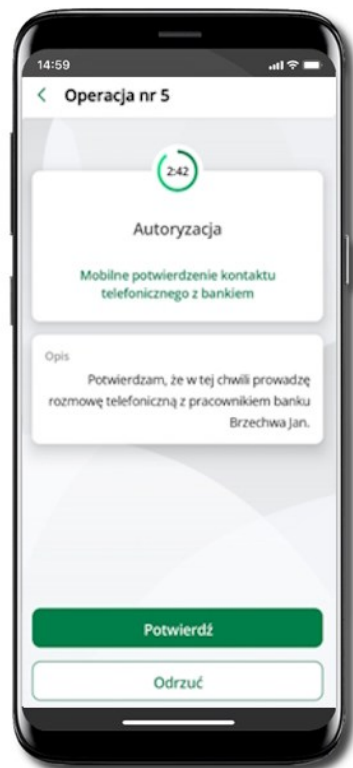 14:59
Operacja nr 5
2:42
Autoryzacja
Mobilne potwierdzenie kontaktu
telefonicznego z bankiem
Opis
Potwierdzam, że w tej chwili prowadzę
rozmowę telefoniczną z pracownikiem banku
Brzechwa Jan.
Potwierdź
Odrzuć